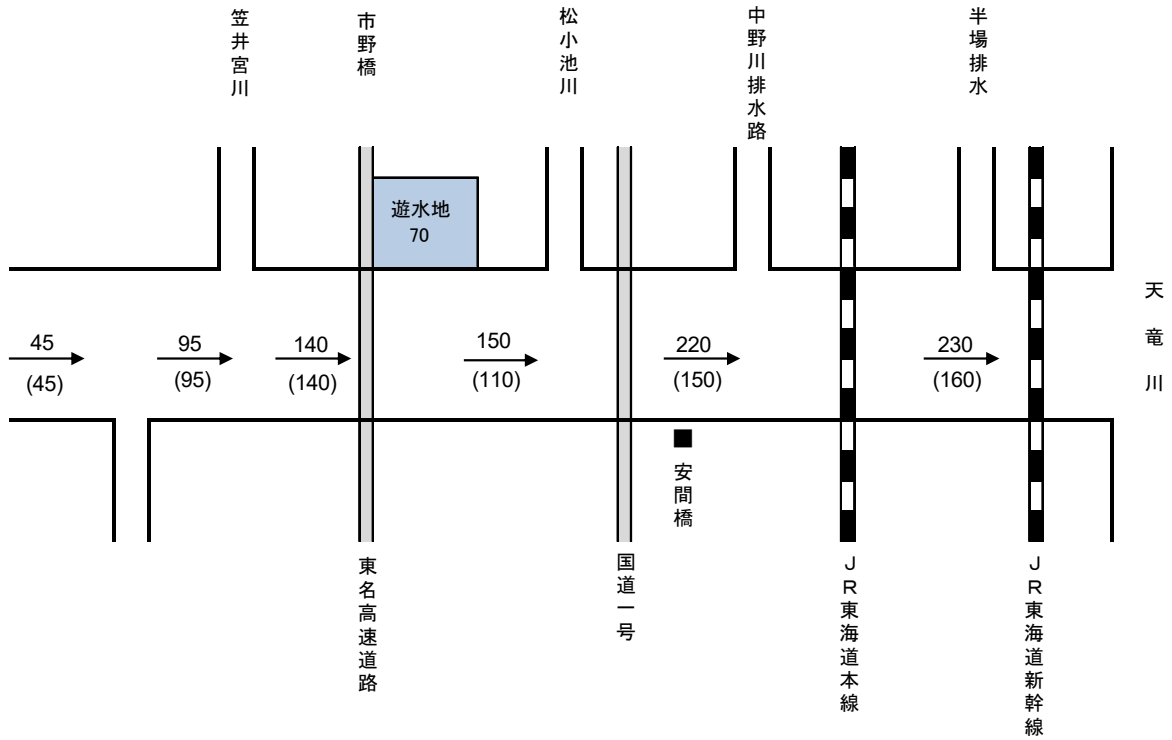 笠井宮川
市野橋
松小池川
中野川排水路
半場排水
遊水地
70
天竜川
45
(45)
95
(95)
140
(140)
150
(110)
220
(150)
230
(160)
安間橋
東名高速道路
国道一号
JR東海道本線
JR東海道新幹線